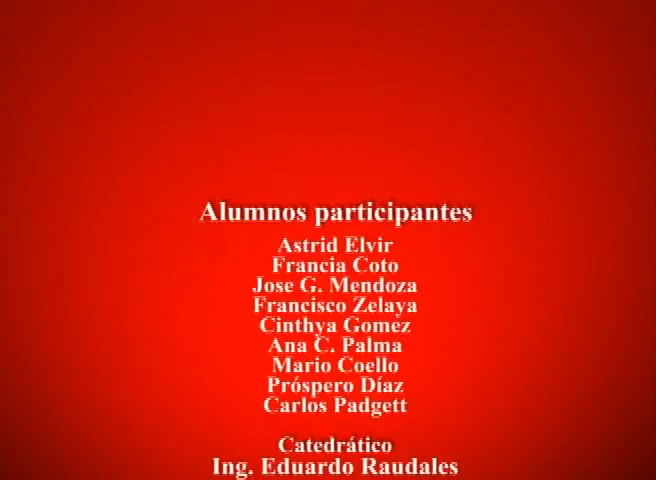 Alumnos participantes
Astrid Elvir
Francia Coto
Jose G. Mendoza
Francisco Zelaya
Cinthya Gomez
Ana C. Palma
Mario Coello
Próspero Díaz
Carlos Padgett
Catedrático
Ing. Eduardo Raudales